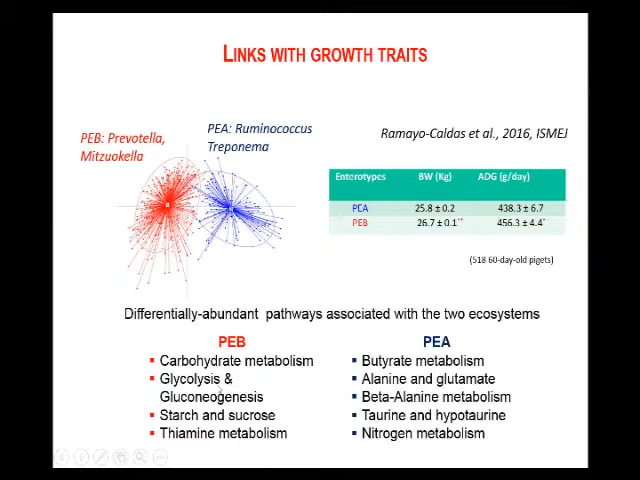 LINKS WITH GROWTH TRAITS
PEB: Prevotella,
Mitzuokella
PEA: Ruminococcus
Treponema
Ramayo-Caldas et al., 2016, ISMEJ
Enterotypes BW (Kg) ADG (g/day)
PEA 25.8 ± 0.2 438.3 ± 6.7
PEB 26.7 ± 0.1** 456.3 ± 4.4*
(518 60-day-old pigets)
Differentially-abundant pathways associated with the two ecosystems
PEB
▪ Carbohydrate metabolism
▪ Glycolysis &
Gluconeogenesis
▪ Starch and sucrose
▪ Thiamine metabolism
PEA
▪ Butyrate metabolism
▪ Alanine and glutamate
▪ Beta-Alanine metabolism
▪ Taurine and hypotaurine
▪ Nitrogen metabolism